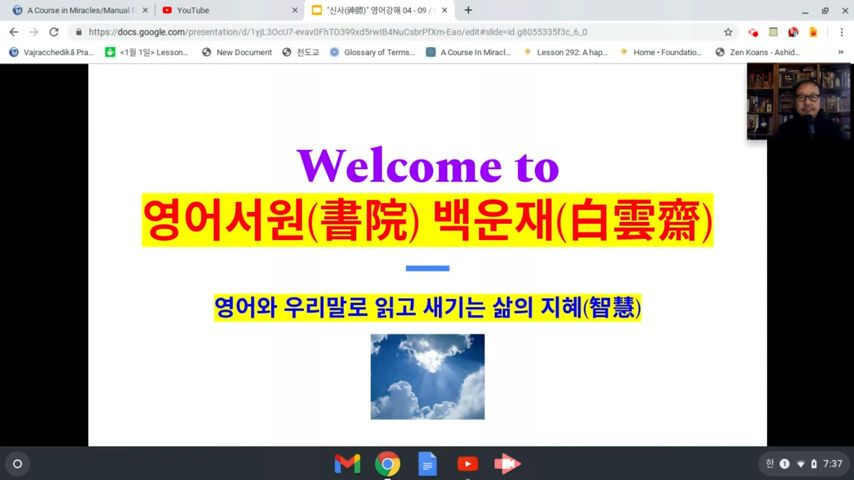 A Course in Miracles/Manual f
YouTube
"신사(神師)" 영어강해 04 - 09 /
https://docs.google.com/presentation/d/1yjL3OcU7-evav0FhTO399xd5rwIB4NuCsbrPfXm-Eao/edit#slide=id.g8055335f3c_6_0
Vajracchedikā Pra...
<1월 1일> Lesson...
New Document
천도교
Glossary of Terms...
A Course In Miracl...
Lesson 292: A hap...
Home • Foundatio...
Zen Koans - Ashid...
Welcome to
영어서원(書院) 백운재(白雲齋)
영어와 우리말로 읽고 새기는 삶의 지혜(智慧)
한 1 7:37